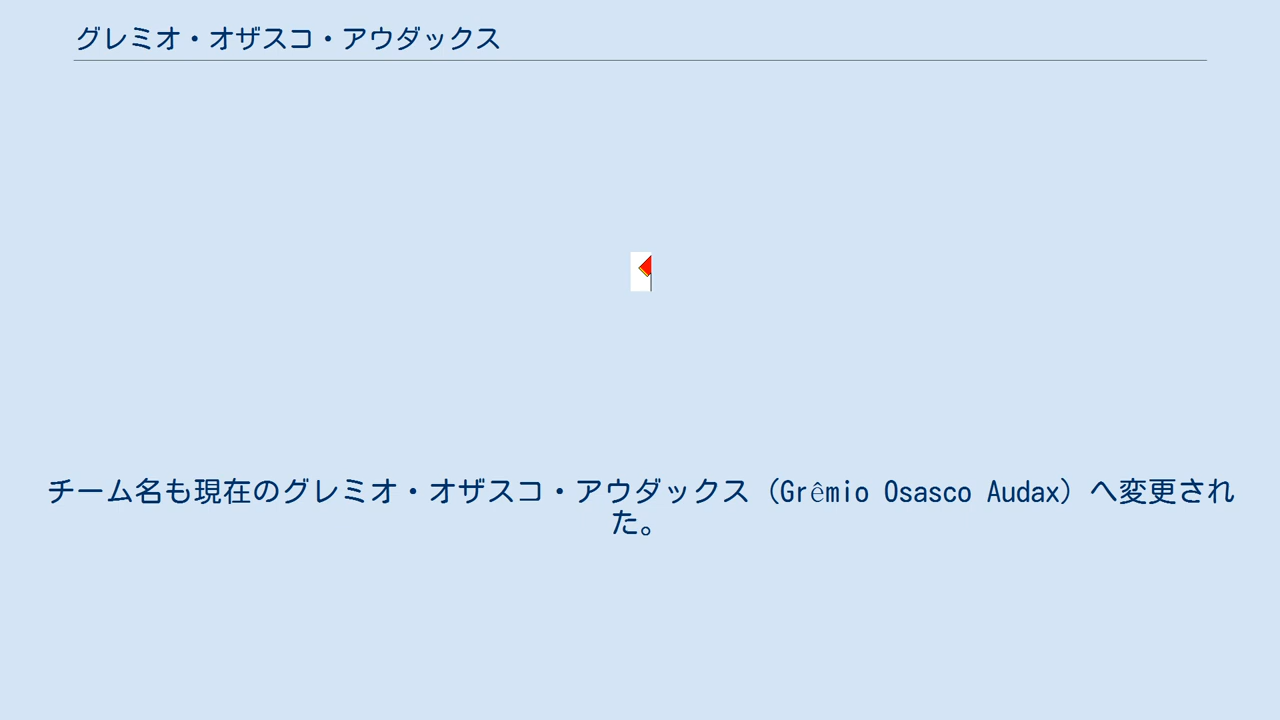 グレミオ・オザスコ・アウダックス
チーム名も現在のグレミオ・オザスコ・アウダックス（Grêmio Osasco Audax）へ変更され
た。